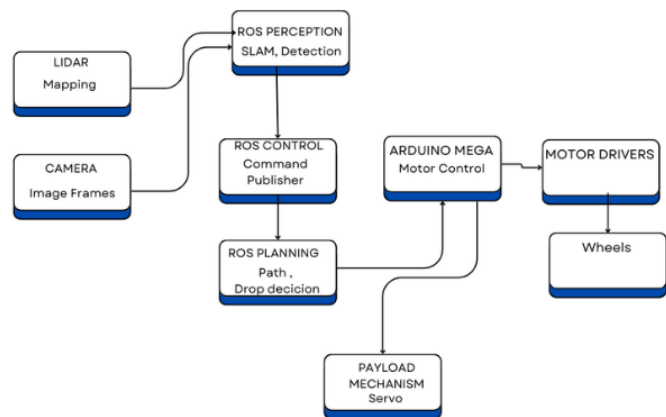 ROS PERCEPTION
SLAM, Detection
LIDAR
Mapping
CAMERA
Image Frames
ROS CONTROL
Command
Publisher
ROS PLANNING
Path ,
Drop decicion
ARDUINO MEGA
Motor Control
MOTOR DRIVERS
Wheels
PAYLOAD
MECHANISM
Servo